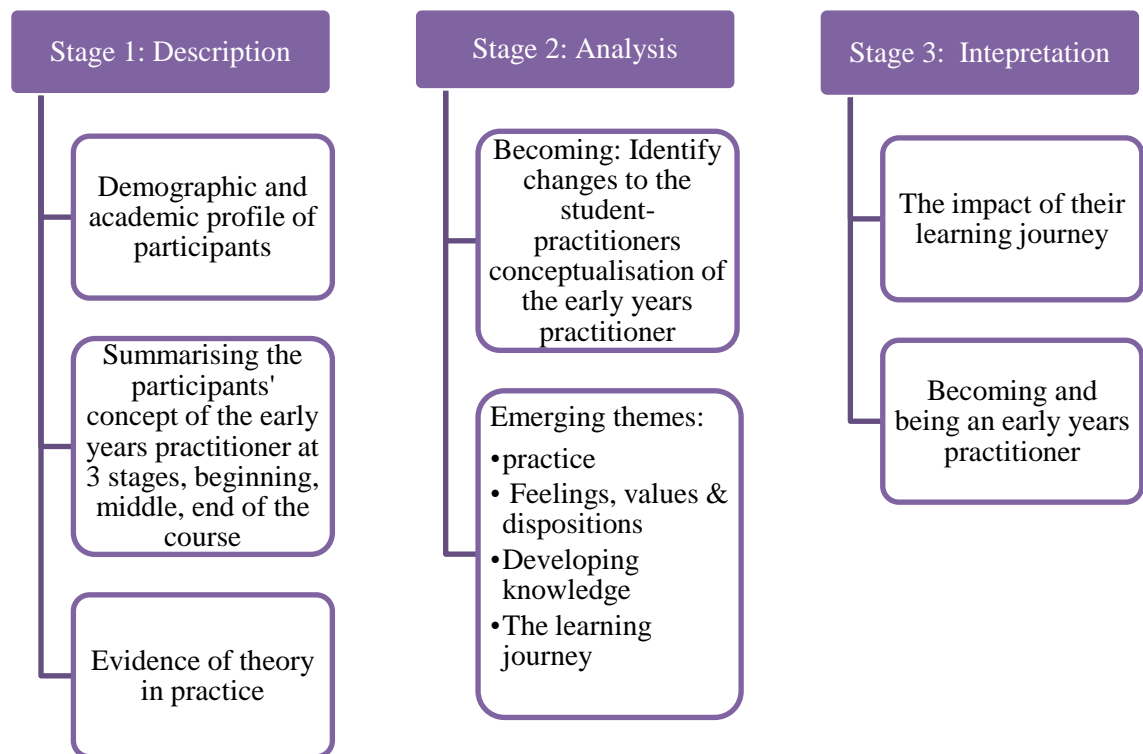 Stage 1: Description
Demographic and
academic profile of
participants
Summarising the
participants'
concept of the early
years practitioner at
3 stages, beginning,
middle, end of the
course
Evidence of theory
in practice
Stage 2: Analysis
Becoming: Identify
changes to the
student-
practitioners
conceptualisation of
the early years
practitioner
Emerging themes:
•practice
• Feelings, values &
dispositions
•Developing
knowledge
•The learning
journey
Stage 3:  Intepretation
The impact of their
learning journey
Becoming and
being an early years
practitioner